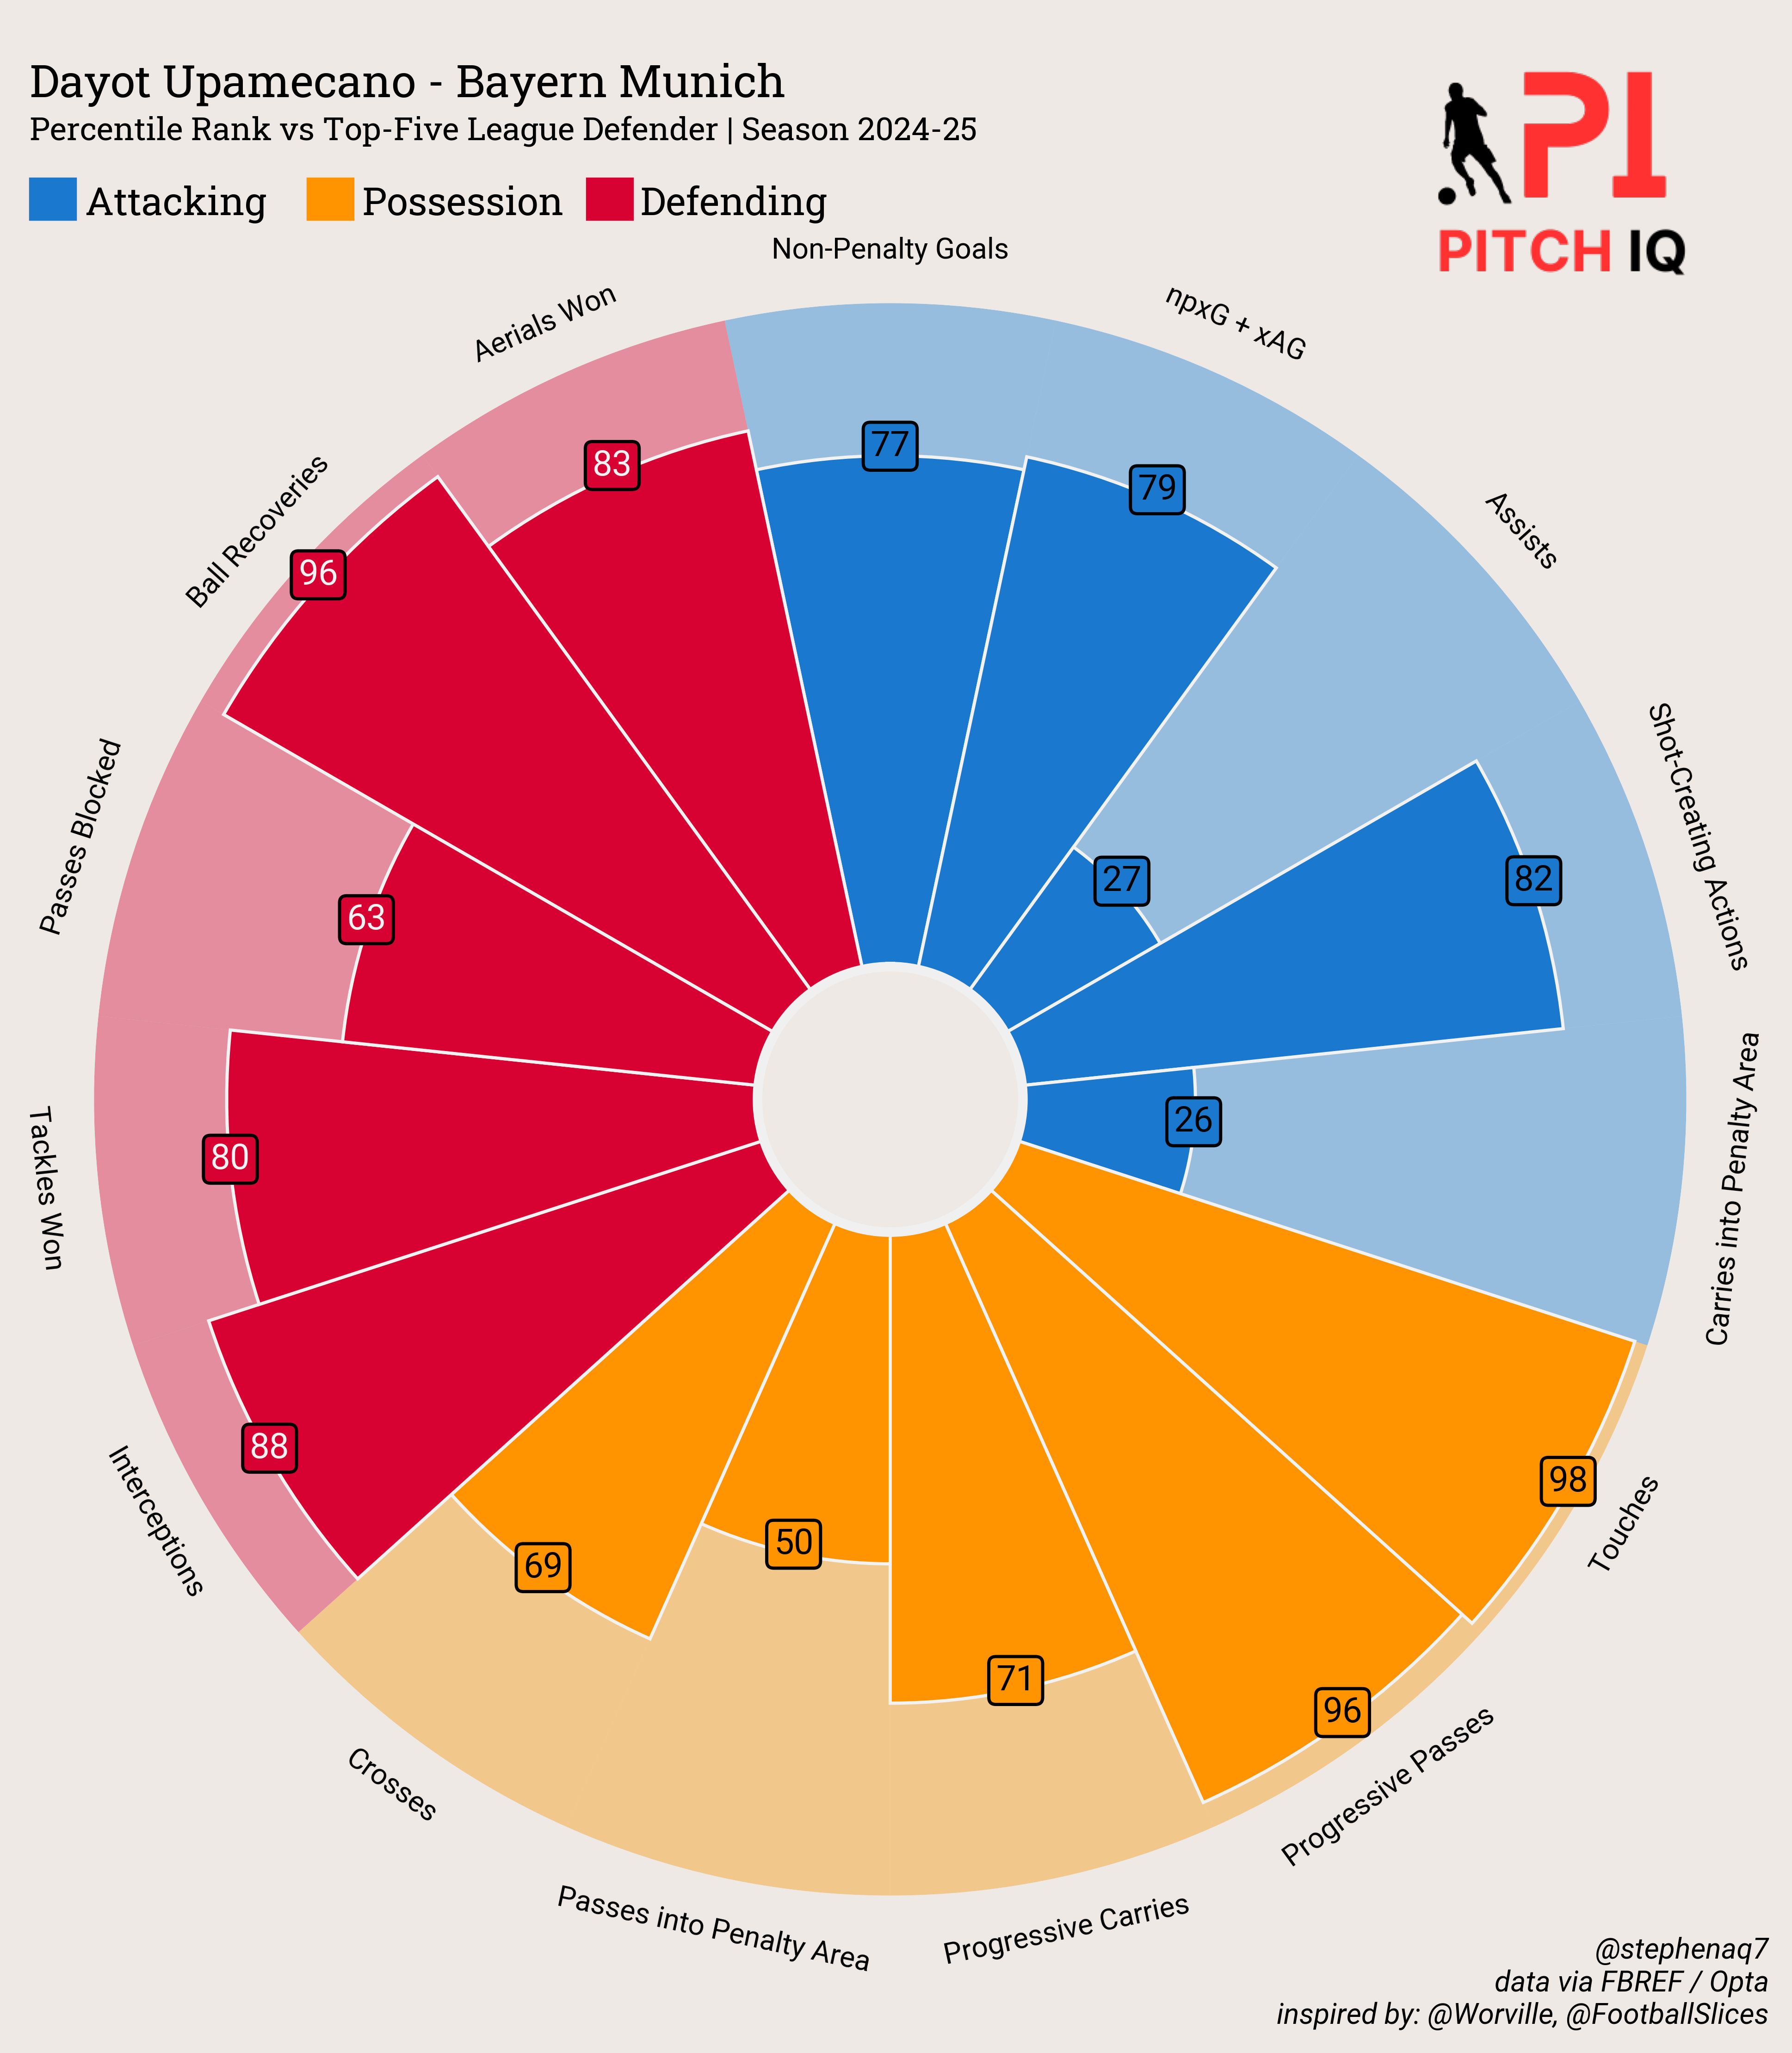 Dayot Upamecano - Bayern Munich
Percentile Rank vs Top-Five League Defender | Season 2024-25
Attacking
Possession
Defending
PI
PITCH IQ
Non-Penalty Goals
77
npxG + xAG
79
Assists
27
Shot-Creating Actions
82
Carries into Penalty Area
26
Touches
98
Progressive Passes
96
Progressive Carries
71
Passes into Penalty Area
50
Crosses
69
Interceptions
88
Tackles Won
80
Passes Blocked
63
Ball Recoveries
96
Aerials Won
83
@stephenaq7
data via FBREF / Opta
inspired by: @Worville, @FootballSlices